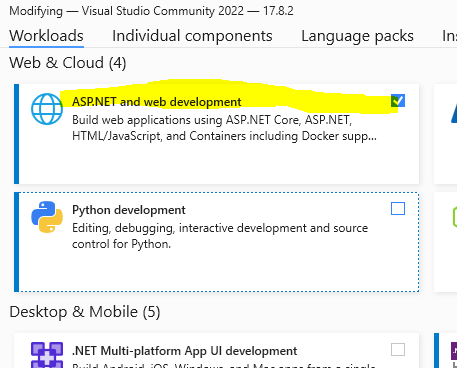 Modifying — Visual Studio Community 2022 — 17.8.2
Workloads Individual components Language packs
Web & Cloud (4)
ASP.NET and web development
Build web applications using ASP.NET Core, ASP.NET,
HTML/JavaScript, and Containers including Docker supp...
Python development
Editing, debugging, interactive development and source
control for Python.
Desktop & Mobile (5)
.NET Multi-platform App UI development